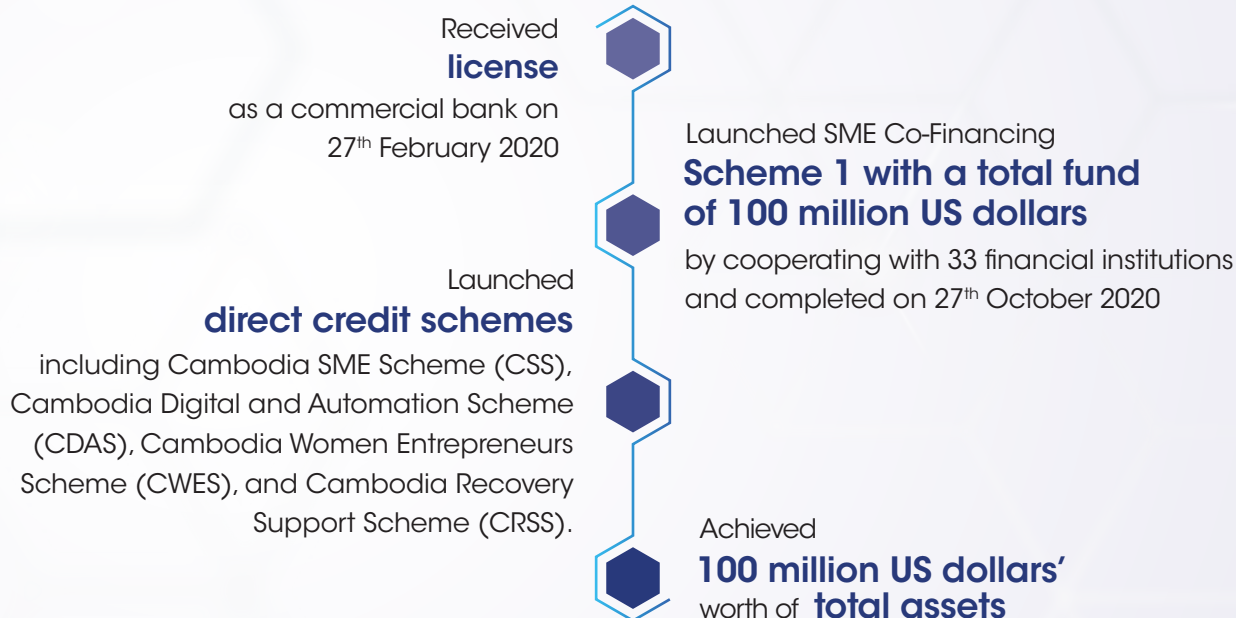 Received
license
as a commercial bank on
27th February 2020
Launched SME Co-Financing
Scheme 1 with a total fund
of 100 million US dollars
by cooperating with 33 financial institutions
and completed on 27th October 2020
Launched
direct credit schemes
including Cambodia SME Scheme (CSS),
Cambodia Digital and Automation Scheme
(CDAS), Cambodia Women Entrepreneurs
Scheme (CWES), and Cambodia Recovery
Support Scheme (CRSS).
Achieved
100 million US dollars’
worth of total assets